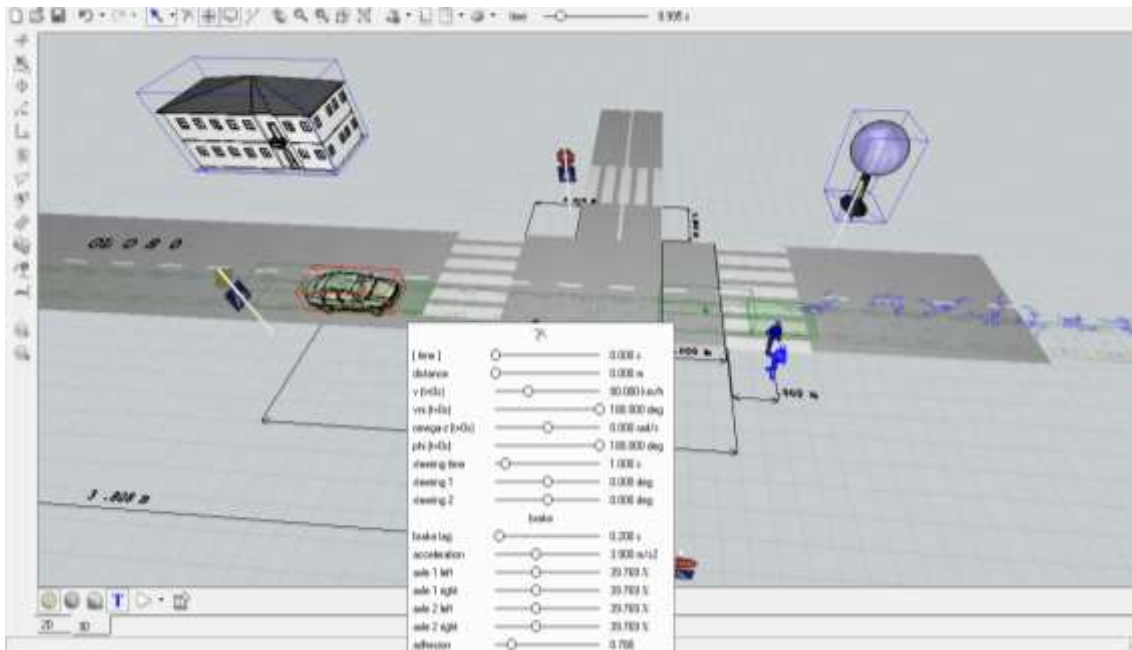 time 0.995 s
[ time ] 0.000 s
distance 0.000 m
v (t=0s) 80.000 km/h
vni (t=0s) 180.000 deg
omega-z (t=0s) 0.000 rad/s
phi (t=0s) 180.000 deg
steering time 1.000 s
steering 1 0.000 deg
steering 2 0.000 deg
brake
brake lag 0.200 s
acceleration 3.900 m/s2
axle 1 left 39.769 %
axle 1 right 39.769 %
axle 2 left 39.769 %
axle 2 right 39.769 %
adhesion
T
2D 3D